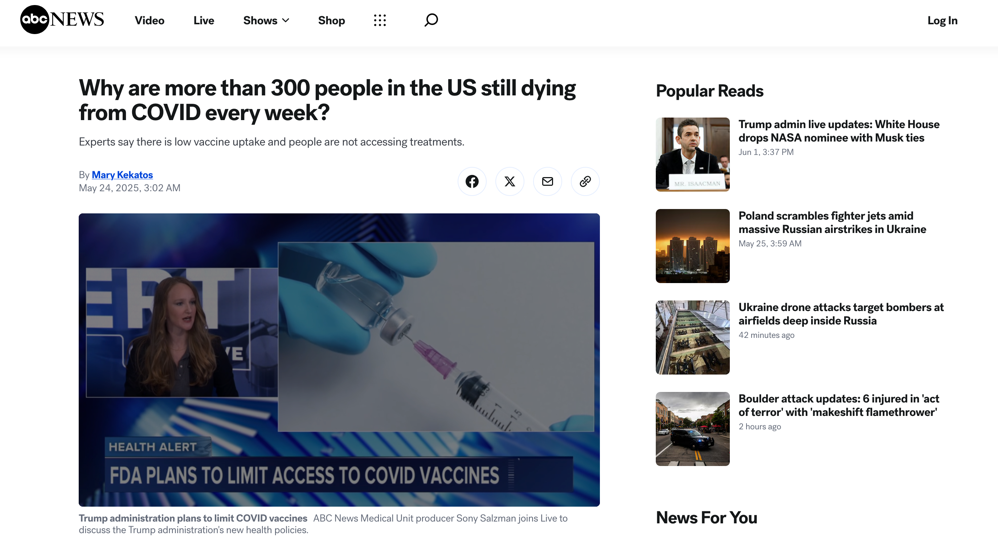 abc NEWS Video Live Shows Shop Log In
Why are more than 300 people in the US still dying
from COVID every week?
Experts say there is low vaccine uptake and people are not accessing treatments.
By Mary Kekatos
May 24, 2025, 3:02 AM
HEALTH ALERT
FDA PLANS TO LIMIT ACCESS TO COVID VACCINES
Trump administration plans to limit COVID vaccines ABC News Medical Unit producer Sony Salzman joins Live to
discuss the Trump administration's new health policies.
Popular Reads
Trump admin live updates: White House
drops NASA nominee with Musk ties
Jun 1, 3:37 PM
MR. ISAACMAN
Poland scrambles fighter jets amid
massive Russian airstrikes in Ukraine
May 25, 3:59 AM
Ukraine drone attacks target bombers at
airfields deep inside Russia
42 minutes ago
Boulder attack updates: 6 injured in 'act
of terror' with 'makeshift flamethrower'
2 hours ago
News For You